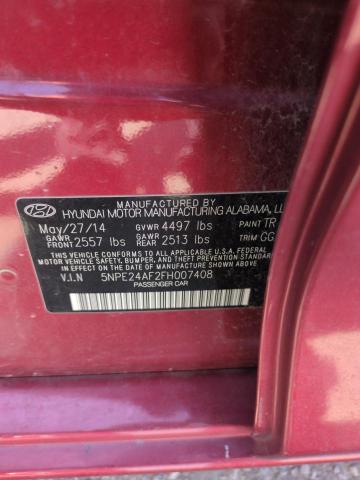 MANUFACTURED BY
HYUNDAI MOTOR MANUFACTURING ALABAMA, LL
May/27/14 GVWR 4497 lbs PAINT TR
GAWR FRONT 2557 lbs GAWR REAR 2513 lbs TRIM GG
THIS VEHICLE CONFORMS TO ALL APPLICABLE U.S.A. FEDERAL
MOTOR VEHICLE SAFETY, BUMPER, AND THEFT PREVENTION
STANDARDS IN EFFECT ON THE DATE OF MANUFACTURE SHOWN ABOVE.
V.I.N 5NPE24AF2FH007408
PASSENGER CAR